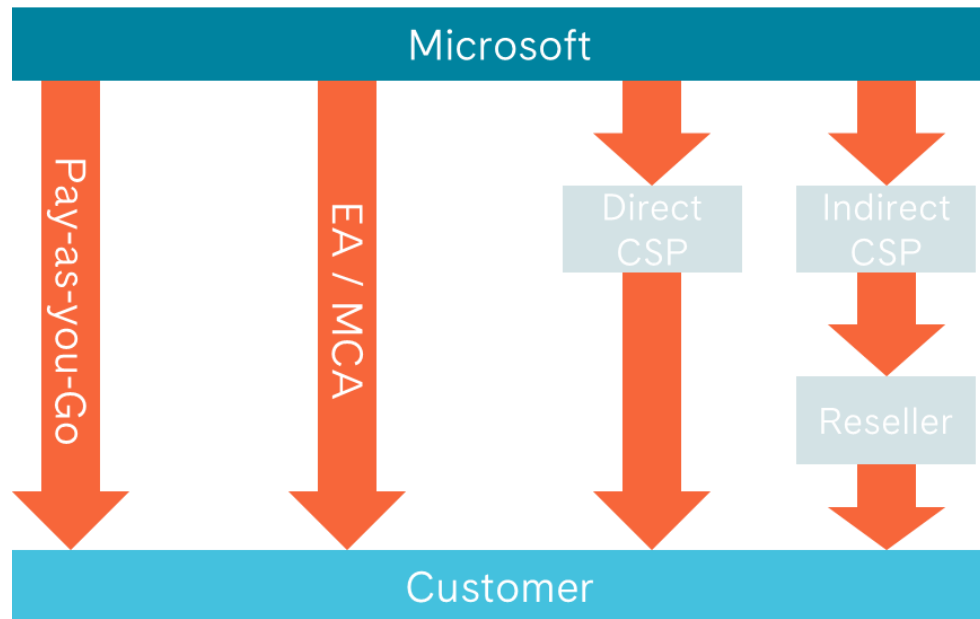 Microsoft
Pay-as-you-Go
EA / MCA
Direct
CSP
Indirect
CSP
Reseller
Customer